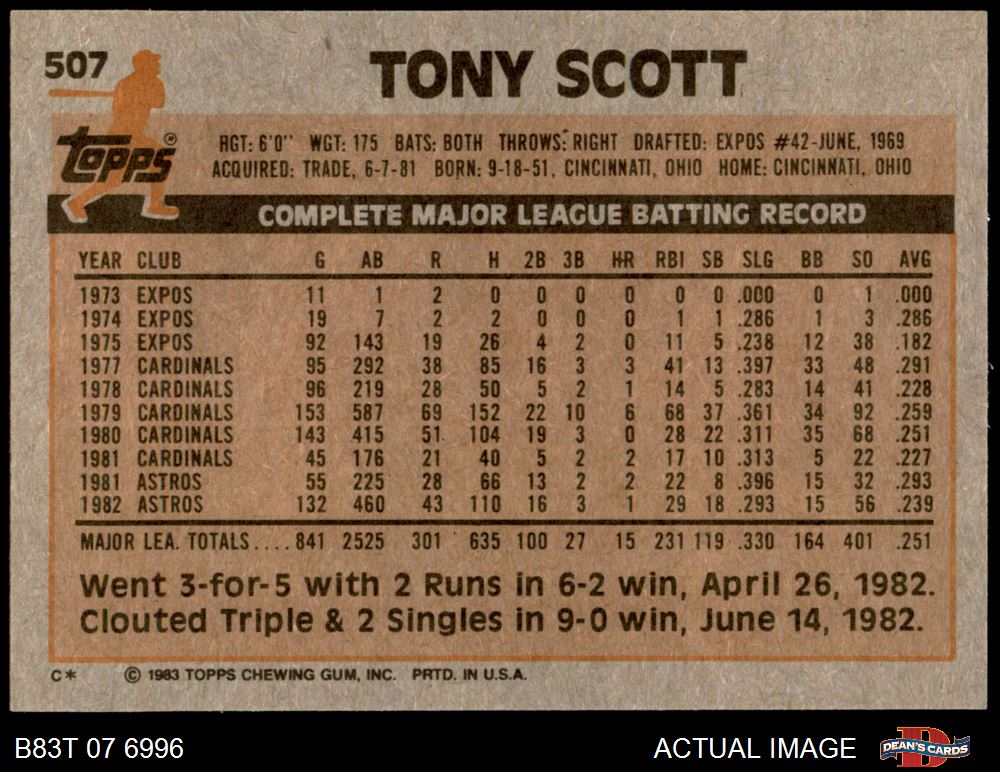 507
TONY SCOTT
topps®
HGT: 6'0" WGT: 175 BATS: BOTH THROWS: RIGHT DRAFTED: EXPOS #42-JUNE, 1969
ACQUIRED: TRADE, 6-7-81 BORN: 9-18-51, CINCINNATI, OHIO HOME: CINCINNATI, OHIO
COMPLETE MAJOR LEAGUE BATTING RECORD
YEAR CLUB G AB R H 2B 3B HR RBI SB SLG BB SO AVG
1973 EXPOS 11 1 2 0 0 0 0 0 0 .000 0 1 .000
1974 EXPOS 19 7 2 2 0 0 0 1 1 .286 1 3 .286
1975 EXPOS 92 143 19 26 4 2 0 11 5 .238 12 38 .182
1977 CARDINALS 95 292 38 85 16 3 3 41 13 .397 33 48 .291
1978 CARDINALS 96 219 28 50 5 2 1 14 5 .283 14 41 .228
1979 CARDINALS 153 587 69 152 22 10 6 68 37 .361 34 92 .259
1980 CARDINALS 143 415 51 104 19 3 0 28 22 .311 35 68 .251
1981 CARDINALS 45 176 21 40 5 2 2 17 10 .313 5 22 .227
1981 ASTROS 55 225 28 66 13 2 2 22 8 .396 15 32 .293
1982 ASTROS 132 460 43 110 16 3 1 29 18 .293 15 56 .239
MAJOR LEA. TOTALS.... 841 2525 301 635 100 27 15 231 119 .330 164 401 .251
Went 3-for-5 with 2 Runs in 6-2 win, April 26, 1982.
Clouted Triple & 2 Singles in 9-0 win, June 14, 1982.
C* © 1983 TOPPS CHEWING GUM, INC. PRTD. IN U.S.A.
B83T 07 6996 ACTUAL IMAGE DEAN'S CARDS